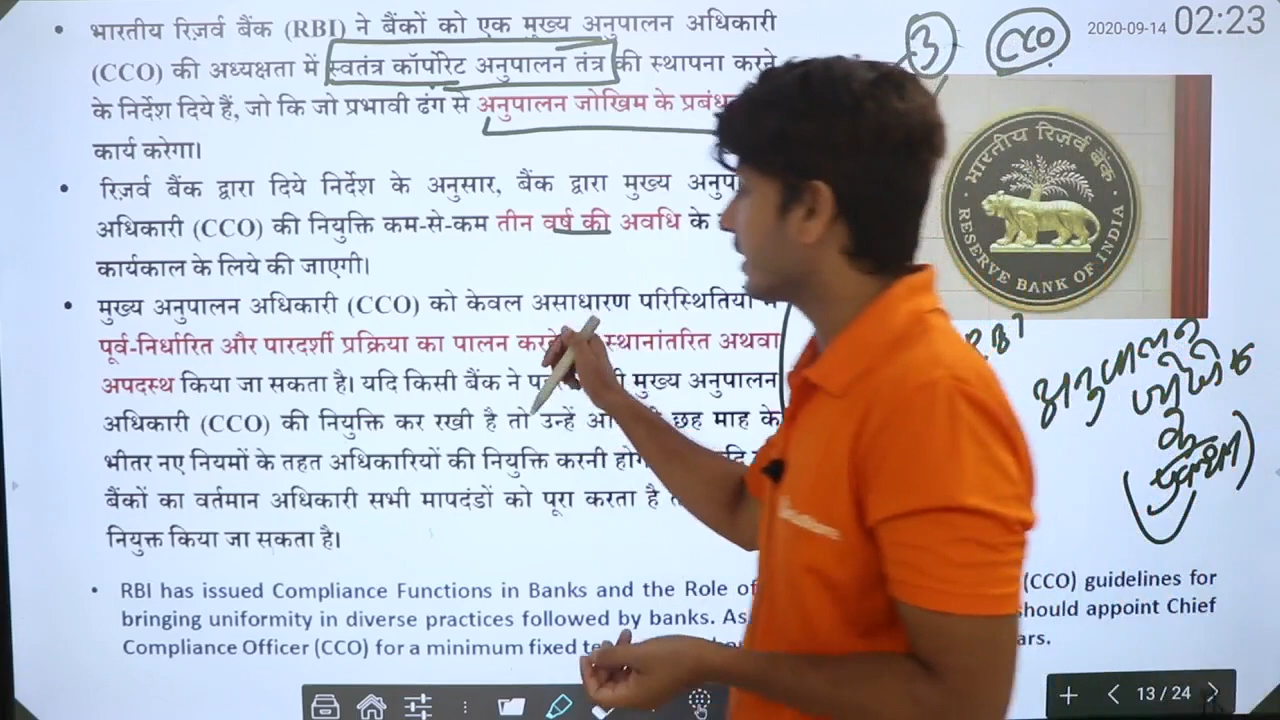 • भारतीय रिज़र्व बैंक (RBI) ने बैंकों को एक मुख्य अनुपालन अधिकारी
(CCO) की अध्यक्षता में स्वतंत्र कॉर्पोरेट अनुपालन तंत्र की स्थापना करने
के निर्देश दिये हैं, जो कि जो प्रभावी ढंग से अनुपालन जोखिम के
कार्य करेगा।
• रिज़र्व बैंक द्वारा दिये निर्देश के अनुसार, बैंक द्वारा मुख्य
अधिकारी (CCO) की नियुक्ति कम-से-कम तीन वर्ष की अवधि के
कार्यकाल के लिये की जाएगी।
• मुख्य अनुपालन अधिकारी (CCO) को केवल असाधारण
पूर्व-निर्धारित और पारदर्शी प्रक्रिया का पालन स्थानांतरित अथवा
अपदस्थ किया जा सकता है। यदि किसी बैंक ने मुख्य अनुपालन
अधिकारी (CCO) की नियुक्ति कर रखी है तो उन्हें छह माह के
भीतर नए नियमों के तहत अधिकारियों की नियुक्ति करनी
बैंकों का वर्तमान अधिकारी सभी मापदंडों को पूरा करता है
नियुक्त किया जा सकता है।
• RBI has issued Compliance Functions in Banks and the Role of (CCO) guidelines for
bringing uniformity in diverse practices followed by banks. As should appoint Chief
Compliance Officer (CCO) for a minimum fixed
3 CCO
2020-09-14 02:23
भारतीय रिज़र्व बैंक
RESERVE BANK OF INDIA
RBI
अनुपालन
जोखिम
के
प्रबंधन
13 / 24